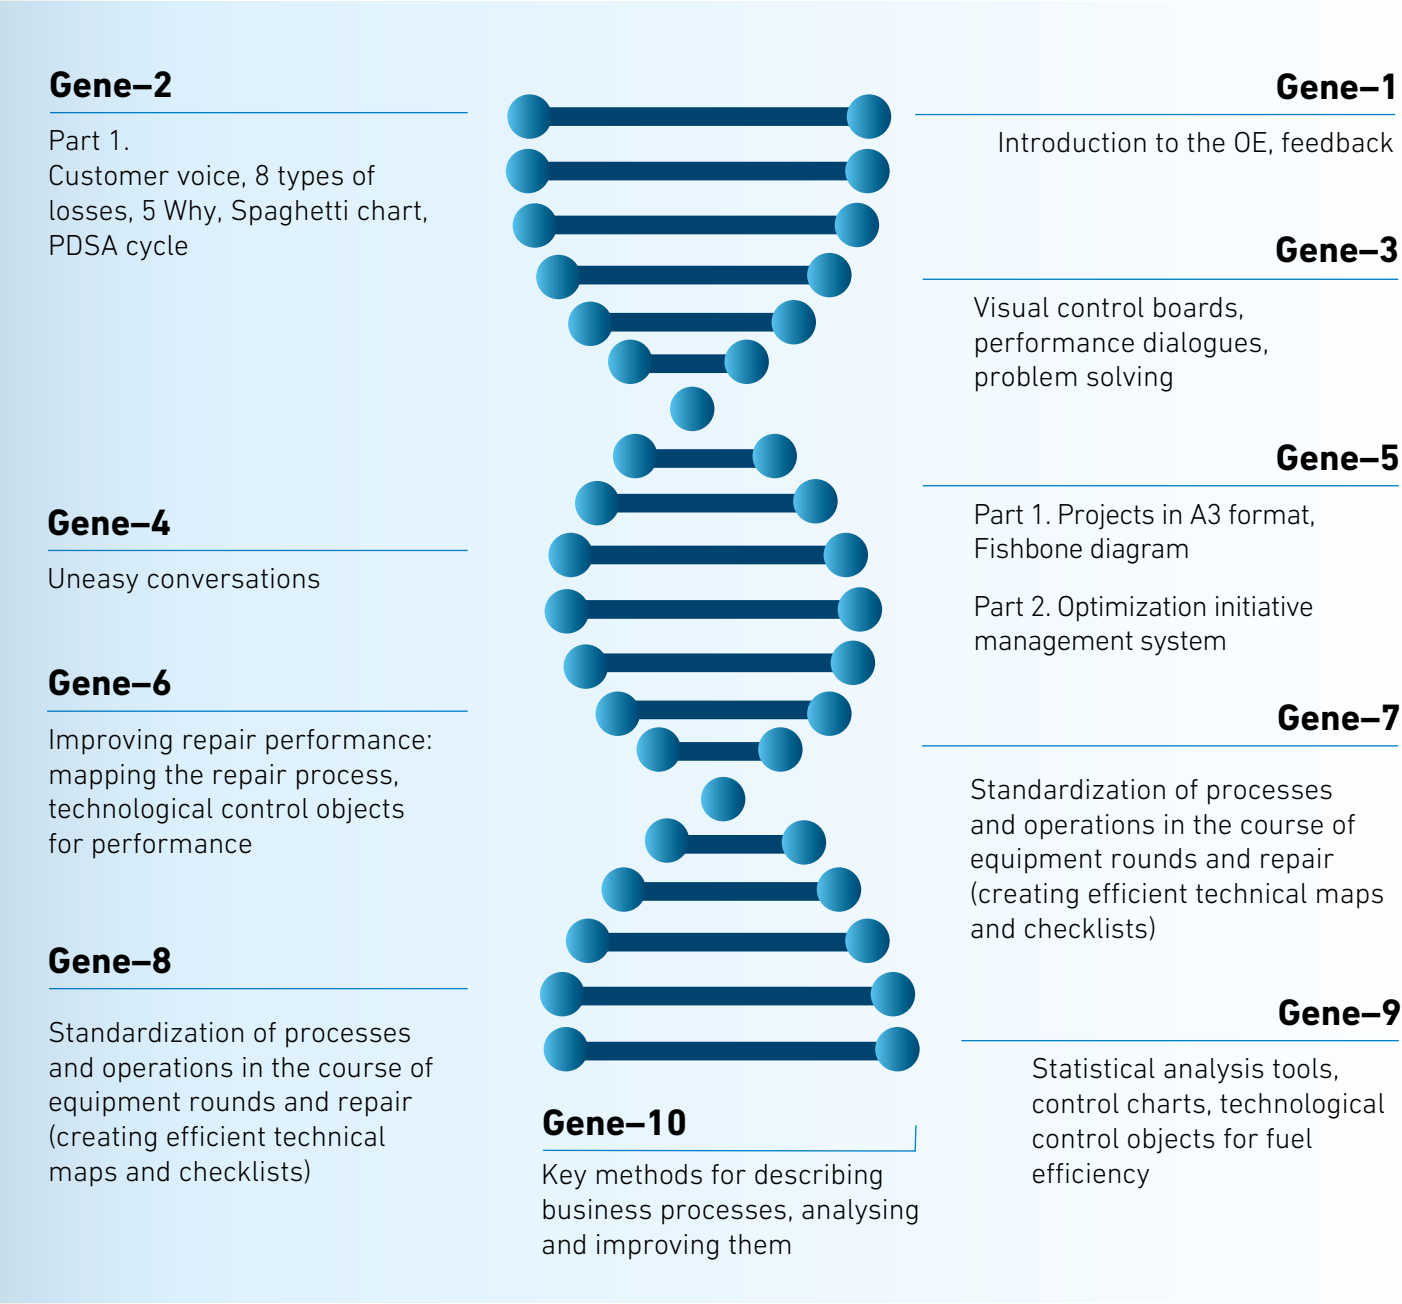 Gene–2
Part 1.
Customer voice, 8 types of
losses, 5 Why, Spaghetti chart,
PDSA cycle
Gene–1
Introduction to the OE, feedback
Gene–3
Visual control boards,
performance dialogues,
problem solving
Gene–4
Uneasy conversations
Gene–5
Part 1. Projects in A3 format,
Fishbone diagram
Part 2. Optimization initiative
management system
Gene–6
Improving repair performance:
mapping the repair process,
technological control objects
for performance
Gene–7
Standardization of processes
and operations in the course of
equipment rounds and repair
(creating efficient technical maps
and checklists)
Gene–8
Standardization of processes
and operations in the course of
equipment rounds and repair
(creating efficient technical
maps and checklists)
Gene–9
Statistical analysis tools,
control charts, technological
control objects for fuel
efficiency
Gene–10
Key methods for describing
business processes, analysing
and improving them